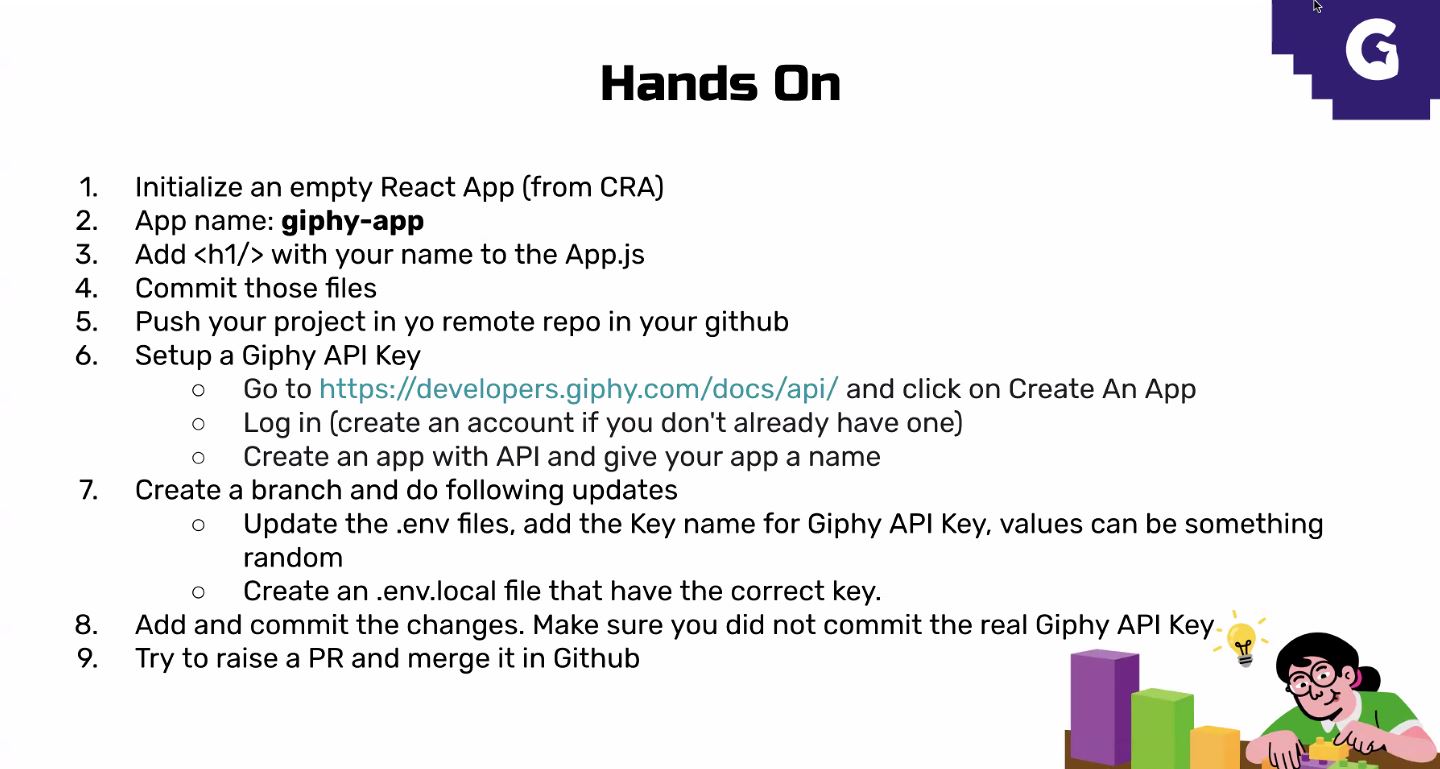 G
Hands On
1. Initialize an empty React App (from CRA)
2. App name: giphy-app
3. Add <h1/> with your name to the App.js
4. Commit those files
5. Push your project in yo remote repo in your github
6. Setup a Giphy API Key
○ Go to https://developers.giphy.com/docs/api/ and click on Create An App
○ Log in (create an account if you don't already have one)
○ Create an app with API and give your app a name
7. Create a branch and do following updates
○ Update the .env files, add the Key name for Giphy API Key, values can be something
random
○ Create an .env.local file that have the correct key.
8. Add and commit the changes. Make sure you did not commit the real Giphy API Key
9. Try to raise a PR and merge it in Github